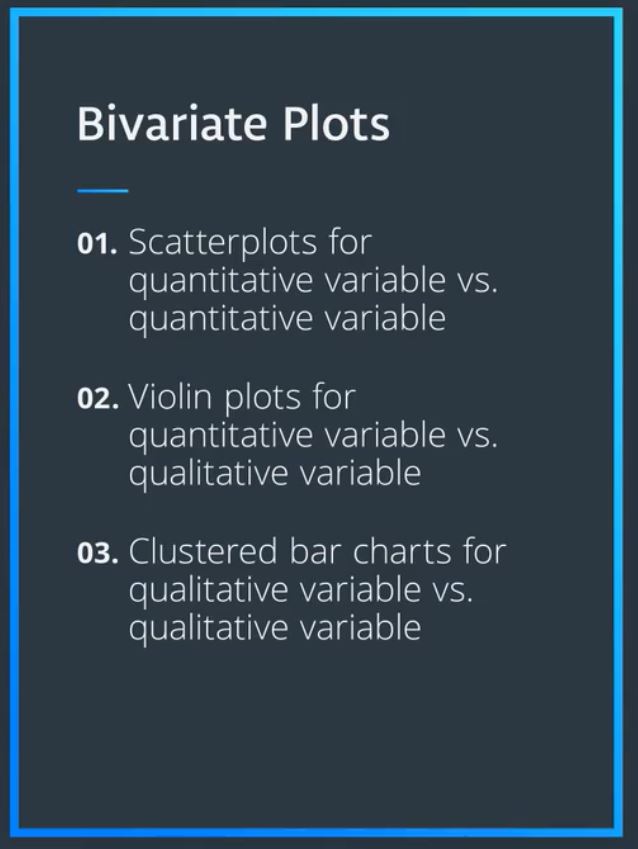 Bivariate Plots
01. Scatterplots for
quantitative variable vs.
quantitative variable
02. Violin plots for
quantitative variable vs.
qualitative variable
03. Clustered bar charts for
qualitative variable vs.
qualitative variable